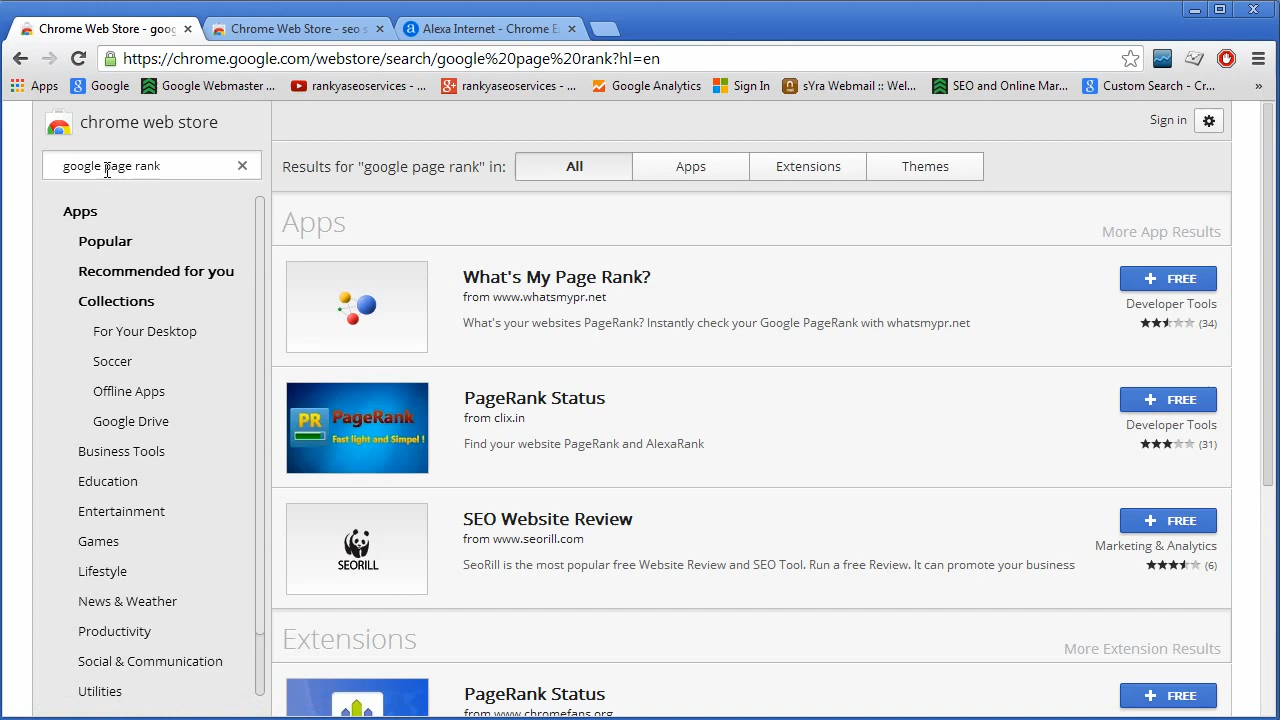 Chrome Web Store - goog
Chrome Web Store - seo s
Alexa Internet - Chrome E
https://chrome.google.com/webstore/search/google%20page%20rank?hl=en
Apps
Google
Google Webmaster ...
rankyaseoservices - ...
rankyaseoservices - ...
Google Analytics
Sign In
sYra Webmail :: Wel...
SEO and Online Mar...
Custom Search - Cr...
»
chrome web store
Sign in
google page rank
Results for "google page rank" in:
All
Apps
Extensions
Themes
Apps
Popular
Recommended for you
Collections
For Your Desktop
Soccer
Offline Apps
Google Drive
Business Tools
Education
Entertainment
Games
Lifestyle
News & Weather
Productivity
Social & Communication
Utilities
Apps
More App Results
What's My Page Rank?
from www.whatsmypr.net
What's your websites PageRank? Instantly check your Google PageRank with whatsmypr.net
+ FREE
Developer Tools
(34)
PR PageRank
Fast light and Simpel !
PageRank Status
from clix.in
Find your website PageRank and AlexaRank
+ FREE
Developer Tools
(31)
SEORILL
SEO Website Review
from www.seorill.com
SeoRill is the most popular free Website Review and SEO Tool. Run a free Review. It can promote your business
+ FREE
Marketing & Analytics
(6)
Extensions
More Extension Results
PageRank Status
from www.chromefans.org
+ FREE